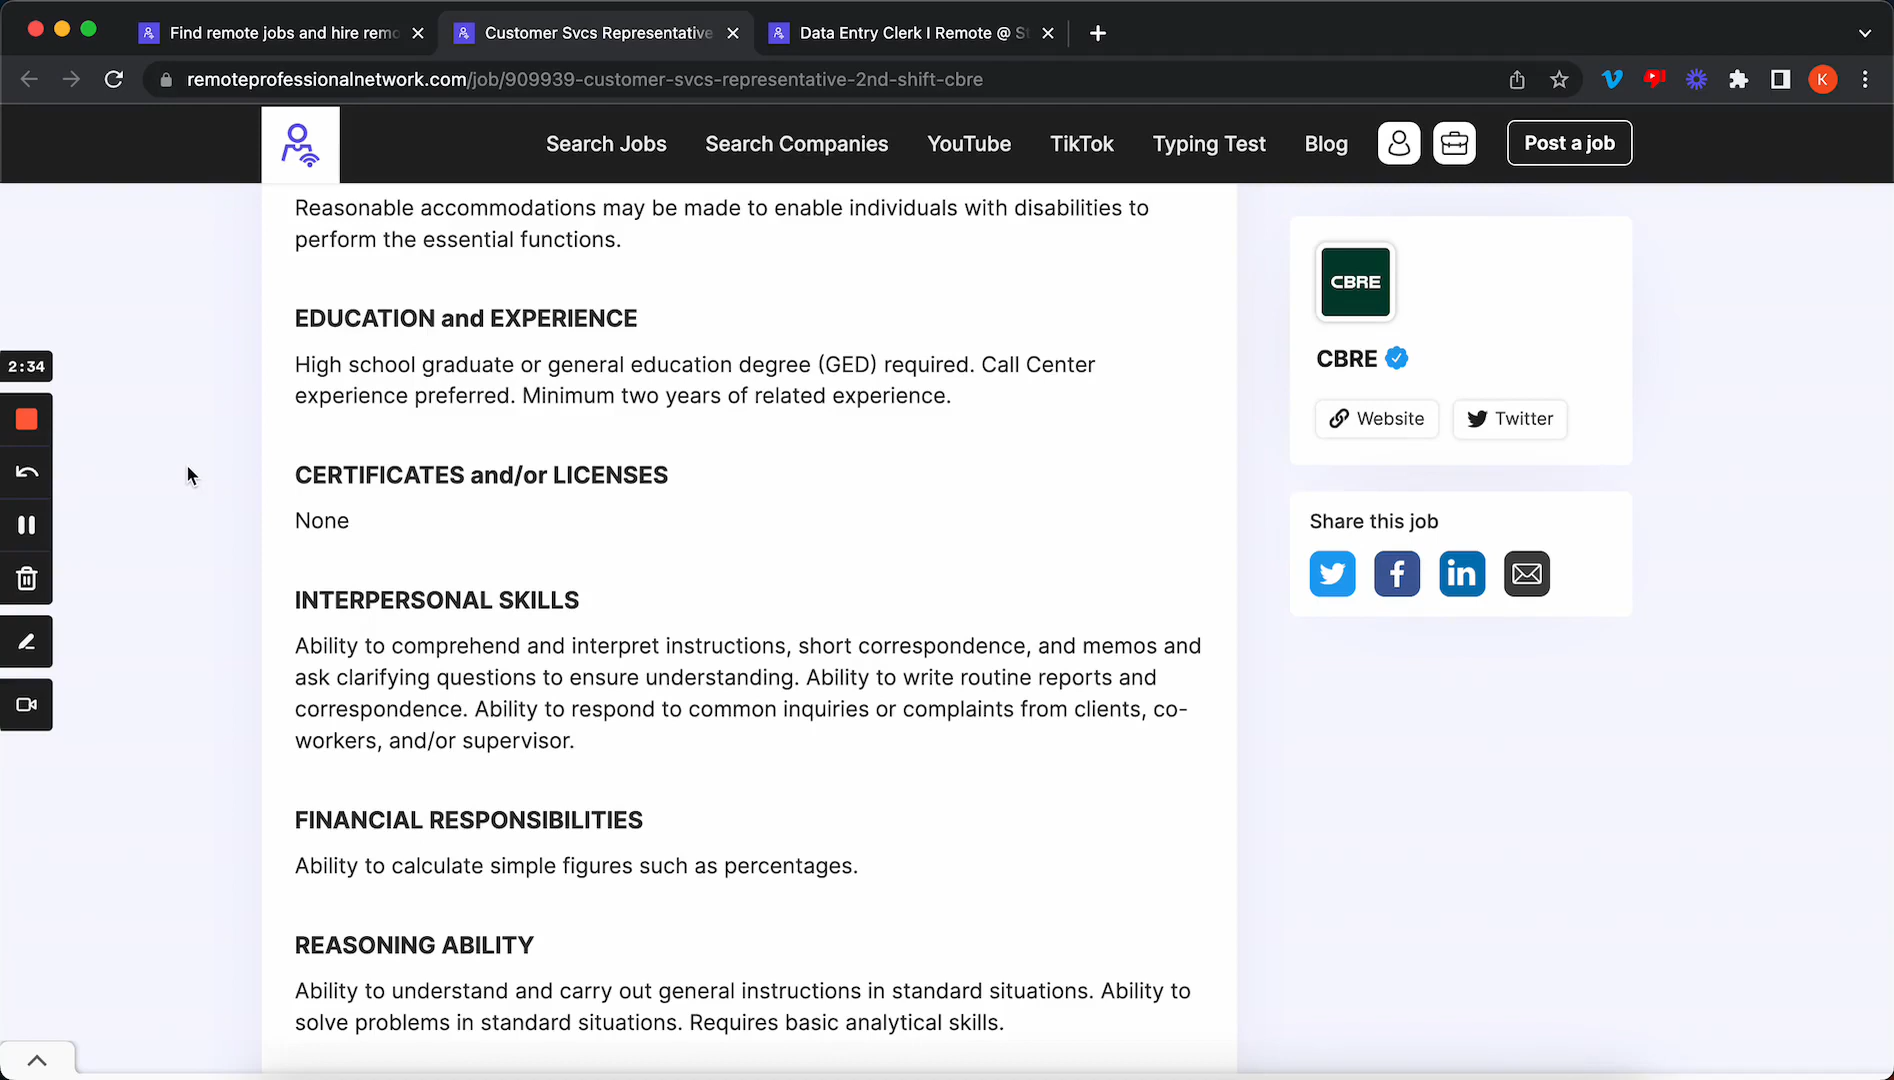 Find remote jobs and hire remo
Customer Svcs Representative
Data Entry Clerk I Remote @ St
remoteprofessionalnetwork.com/job/909939-customer-svcs-representative-2nd-shift-cbre
K
Search Jobs
Search Companies
YouTube
TikTok
Typing Test
Blog
Post a job
Reasonable accommodations may be made to enable individuals with disabilities to
perform the essential functions.
EDUCATION and EXPERIENCE
High school graduate or general education degree (GED) required. Call Center
experience preferred. Minimum two years of related experience.
CERTIFICATES and/or LICENSES
None
INTERPERSONAL SKILLS
Ability to comprehend and interpret instructions, short correspondence, and memos and
ask clarifying questions to ensure understanding. Ability to write routine reports and
correspondence. Ability to respond to common inquiries or complaints from clients, co-
workers, and/or supervisor.
FINANCIAL RESPONSIBILITIES
Ability to calculate simple figures such as percentages.
REASONING ABILITY
Ability to understand and carry out general instructions in standard situations. Ability to
solve problems in standard situations. Requires basic analytical skills.
CBRE
CBRE
Website
Twitter
Share this job
2:34